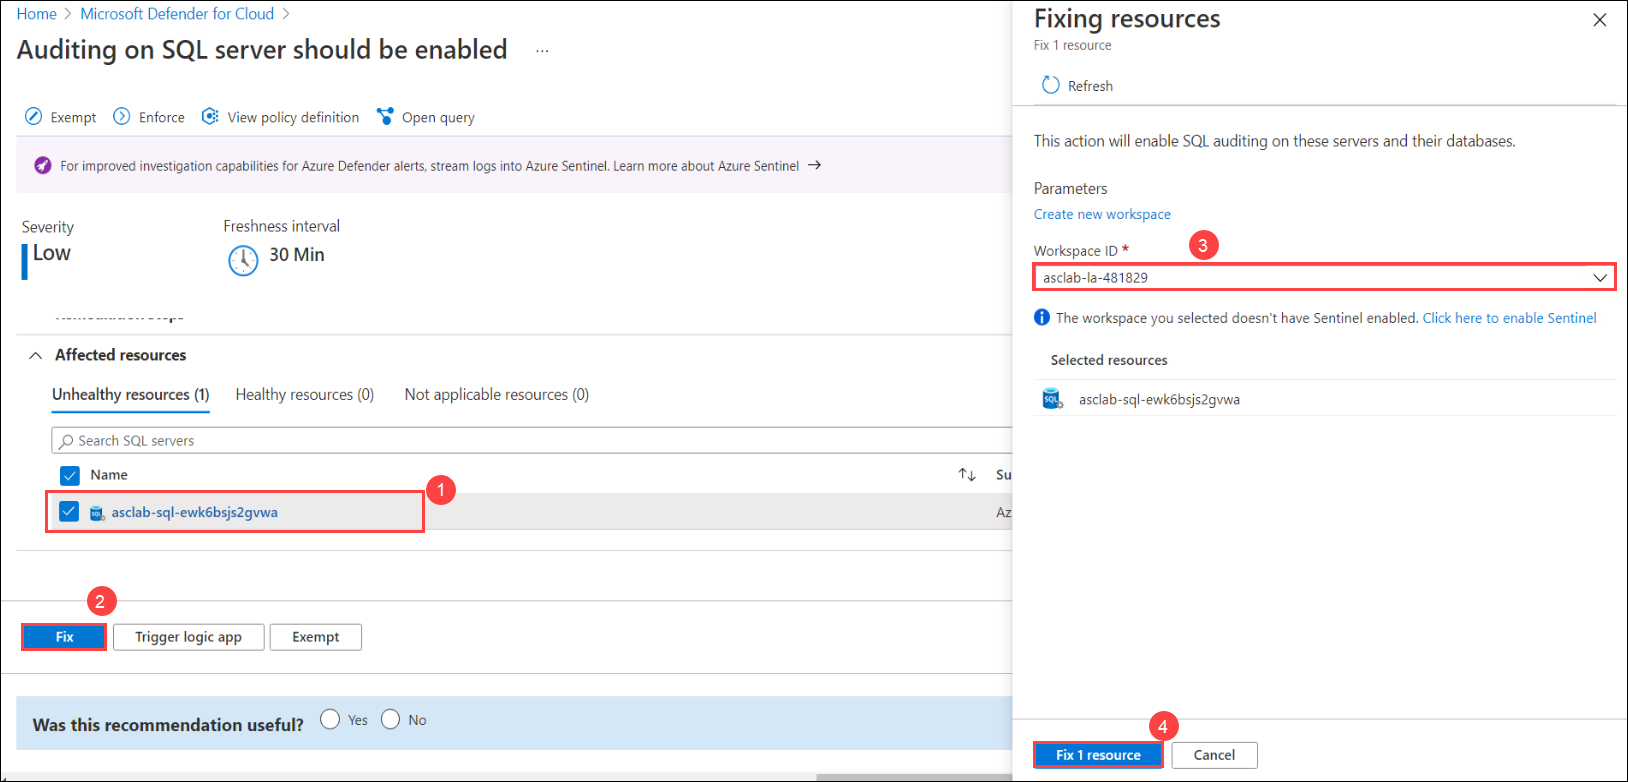 Home > Microsoft Defender for Cloud >
Auditing on SQL server should be enabled ...
Exempt Enforce View policy definition Open query
For improved investigation capabilities for Azure Defender alerts, stream logs into Azure Sentinel. Learn more about Azure Sentinel →
Severity
Low
Freshness interval
30 Min
Affected resources
Unhealthy resources (1) Healthy resources (0) Not applicable resources (0)
Search SQL servers
Name ↑↓ Su
SQL asclab-sql-ewk6bsjs2gvwa Az
1
2
Fix Trigger logic app Exempt
Was this recommendation useful? Yes No
Fixing resources
Fix 1 resource
Refresh
This action will enable SQL auditing on these servers and their databases.
Parameters
Create new workspace
Workspace ID *
3
asclab-la-481829
The workspace you selected doesn't have Sentinel enabled. Click here to enable Sentinel
Selected resources
SQL asclab-sql-ewk6bsjs2gvwa
4
Fix 1 resource Cancel